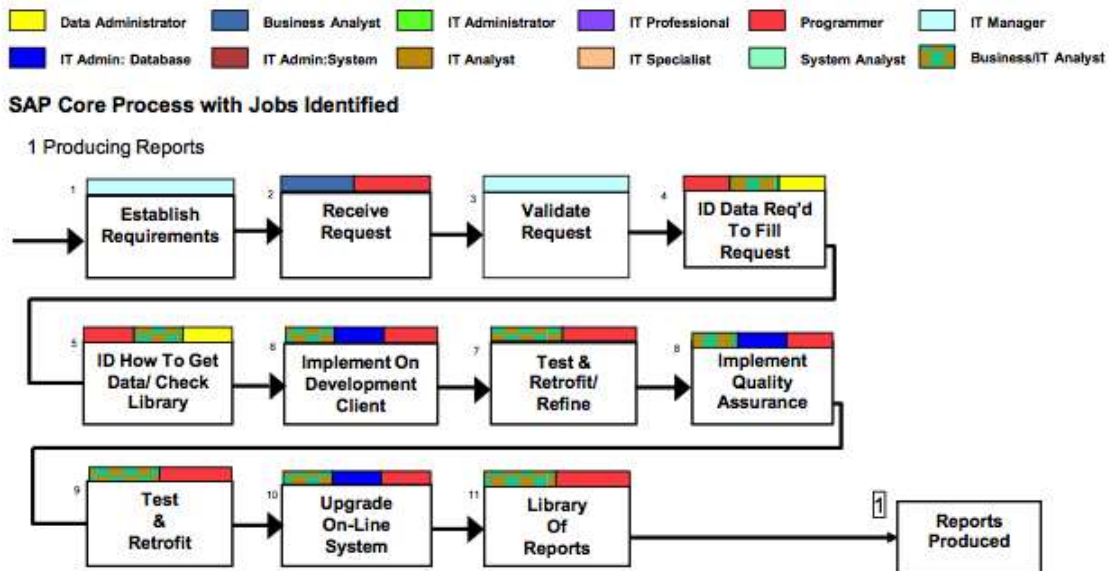 Data Administrator Business Analyst IT Administrator IT Professional Programmer IT Manager
IT Admin: Database IT Admin:System IT Analyst IT Specialist System Analyst Business/IT Analyst
SAP Core Process with Jobs Identified
1 Producing Reports
1
Establish
Requirements
2
Receive
Request
3
Validate
Request
4
ID Data Req'd
To Fill
Request
5
ID How To Get
Data/ Check
Library
6
Implement On
Development
Client
7
Test &
Retrofit/
Refine
8
Implement
Quality
Assurance
9
Test
&
Retrofit
10
Upgrade
On-Line
System
11
Library
Of
Reports
1
Reports
Produced